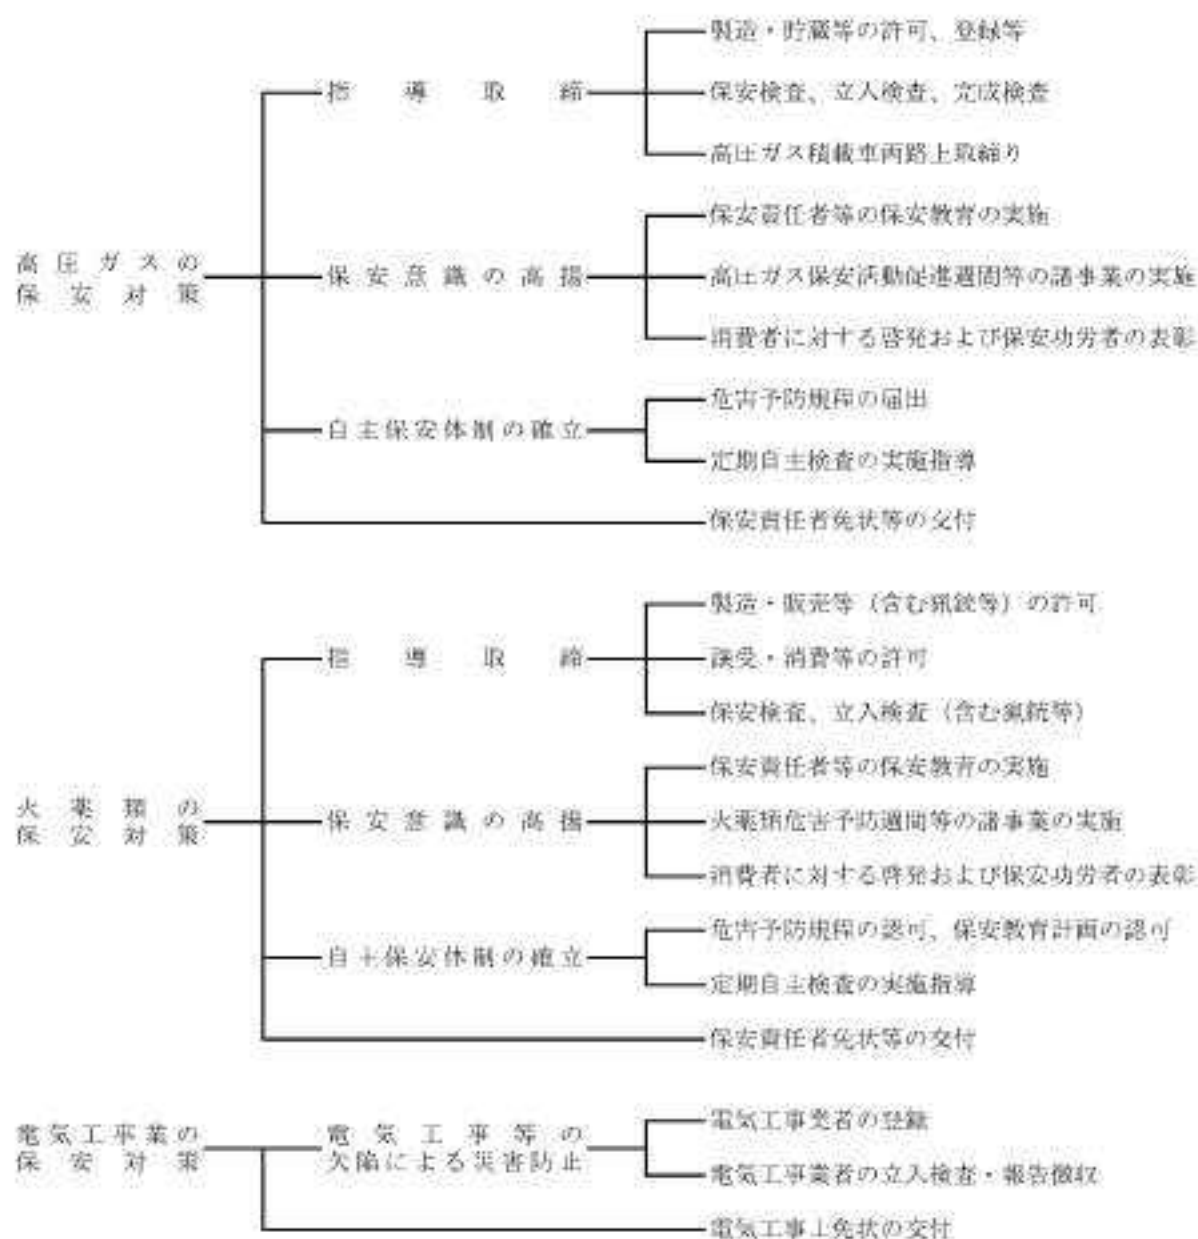 高圧ガスの
保安対策
指導取締
製造・貯蔵等の許可、登録等
保安検査、立入検査、完成検査
高圧ガス積載車両路上取締り
保安意識の高揚
保安責任者等の保安教育の実施
高圧ガス保安活動促進週間等の諸事業の実施
消費者に対する啓発および保安功労者の表彰
自主保安体制の確立
危害予防規程の届出
定期自主検査の実施指導
保安責任者免状等の交付
火薬類の
保安対策
指導取締
製造・販売等（含む猟銃等）の許可
譲受・消費等の許可
保安検査、立入検査（含む猟銃等）
保安意識の高揚
保安責任者等の保安教育の実施
火薬類危害予防週間等の諸事業の実施
消費者に対する啓発および保安功労者の表彰
自主保安体制の確立
危害予防規程の認可、保安教育計画の認可
定期自主検査の実施指導
保安責任者免状等の交付
電気工事業の
保安対策
電気工事等の
欠陥による災害防止
電気工事業者の登録
電気工事業者の立入検査・報告徴収
電気工事士免状の交付